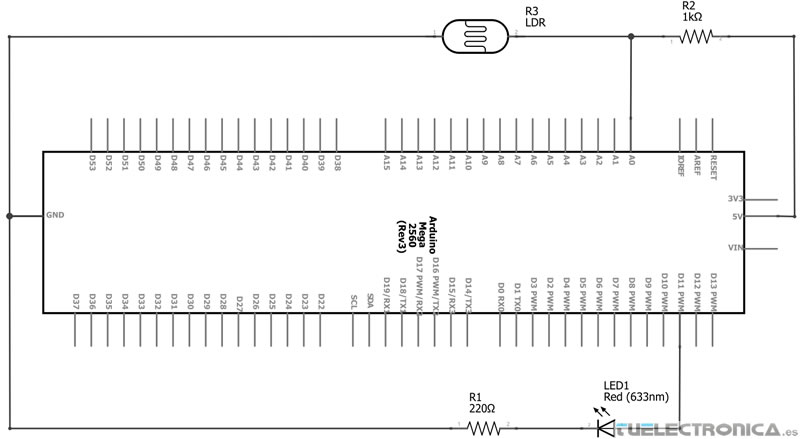 R3
LDR
R2
1kΩ
1
2
1
2
D53
D52
D51
D50
D49
D48
D47
D46
D45
D44
D43
D42
D41
D40
D39
D38
A15
A14
A13
A12
A11
A10
A9
A8
A7
A6
A5
A4
A3
A2
A1
A0
IOREF
AREF
RESET
3V3
5V
VIN
GND
Arduino
Mega
2560
(Rev3)
D37
D36
D35
D34
D33
D32
D31
D30
D29
D28
D27
D26
D25
D24
D23
D22
SCL
SDA
D19/RX1
D18/TX1
D17 PWM/RX2
D16 PWM/TX2
D15/RX3
D14/TX3
D0 RX0
D1 TX0
D3 PWM
D2 PWM
D4 PWM
D5 PWM
D6 PWM
D7 PWM
D8 PWM
D9 PWM
D10 PWM
D11 PWM
D12 PWM
D13 PWM
LED1
Red (633nm)
R1
220Ω
1
2
TUELECTRONICA.es